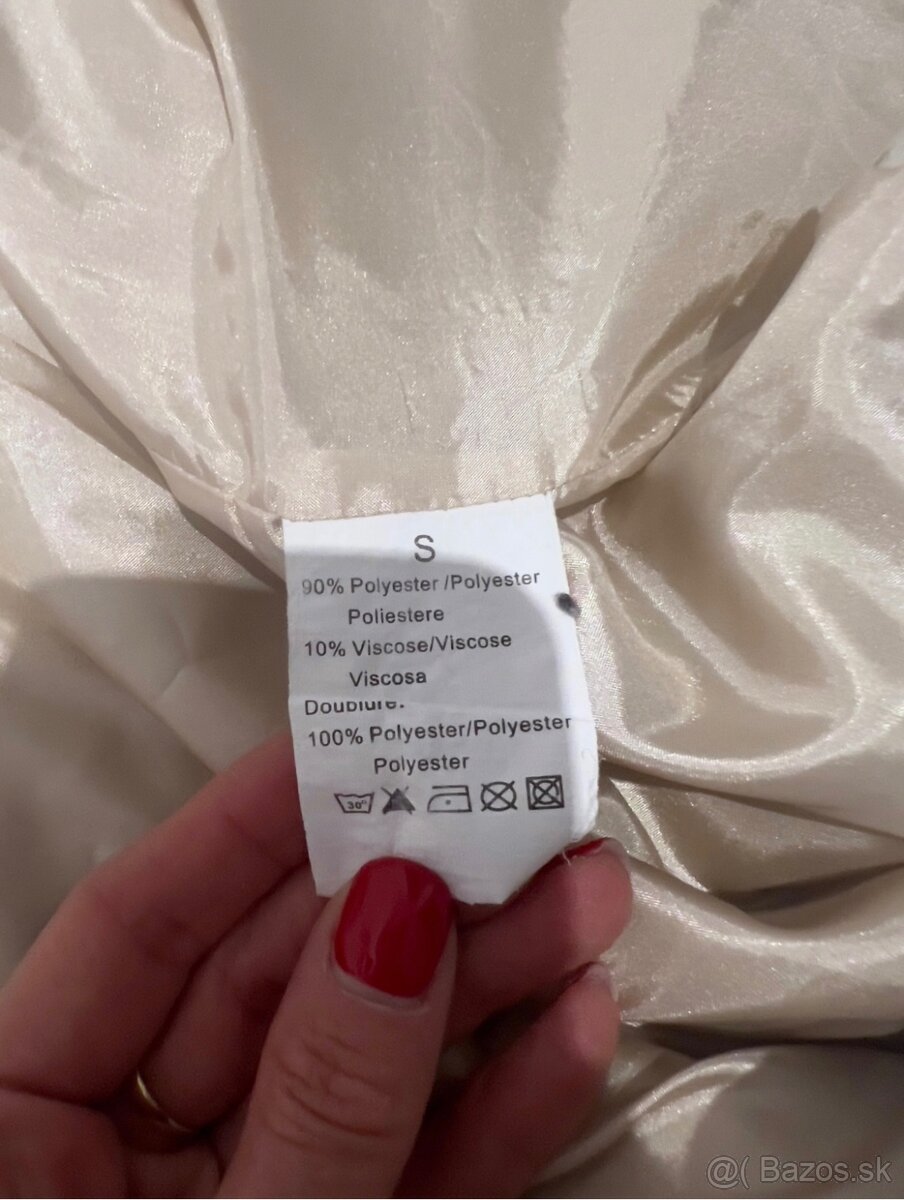 S
90% Polyester /Polyester
Poliestere
10% Viscose/Viscose
Viscosa
Doublure.
100% Polyester/Polyester
Polyester
30°
@( Bazos.sk